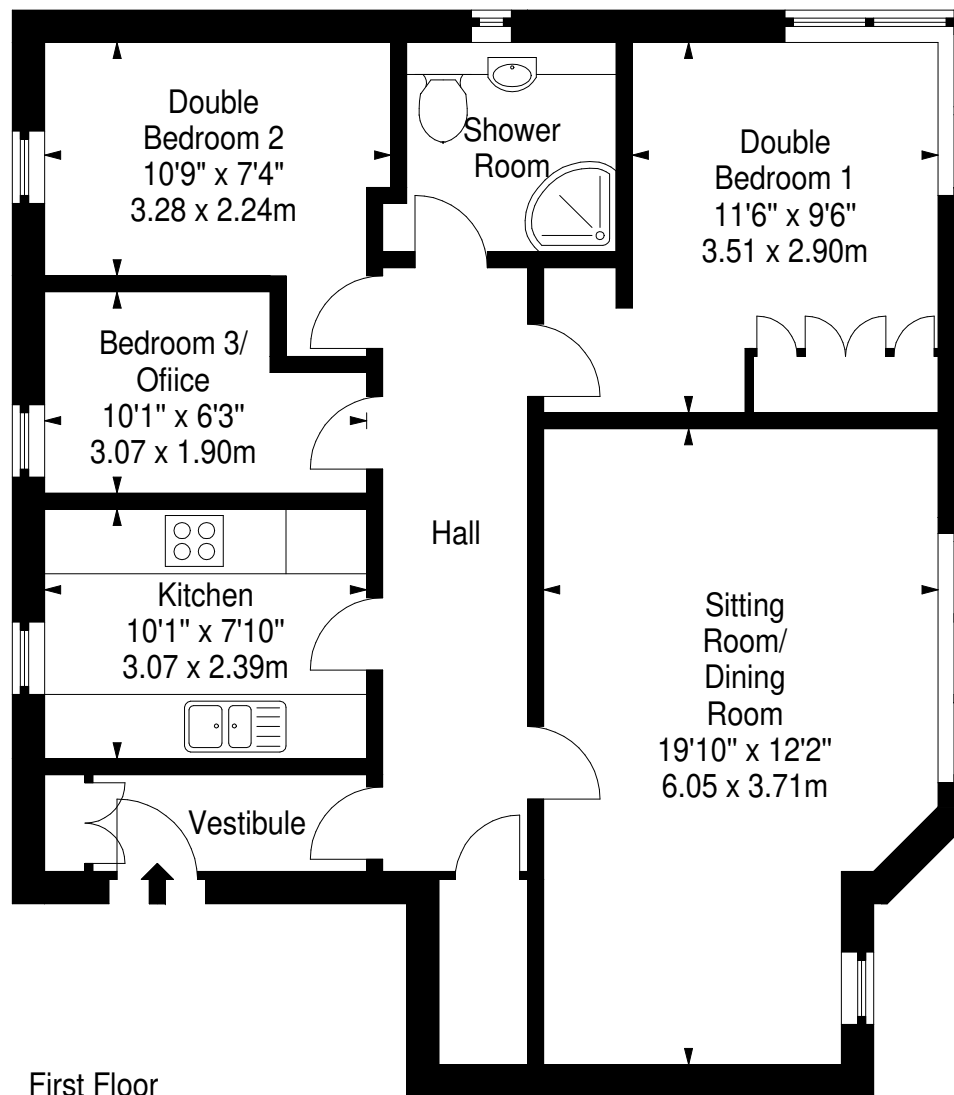 Double
Bedroom 2
10'9" x 7'4"
3.28 x 2.24m
Shower
Room
Double
Bedroom 1
11'6" x 9'6"
3.51 x 2.90m
Bedroom 3/
Ofiice
10'1" x 6'3"
3.07 x 1.90m
Hall
Kitchen
10'1" x 7'10"
3.07 x 2.39m
Sitting
Room/
Dining
Room
19'10" x 12'2"
6.05 x 3.71m
Vestibule
First Floor